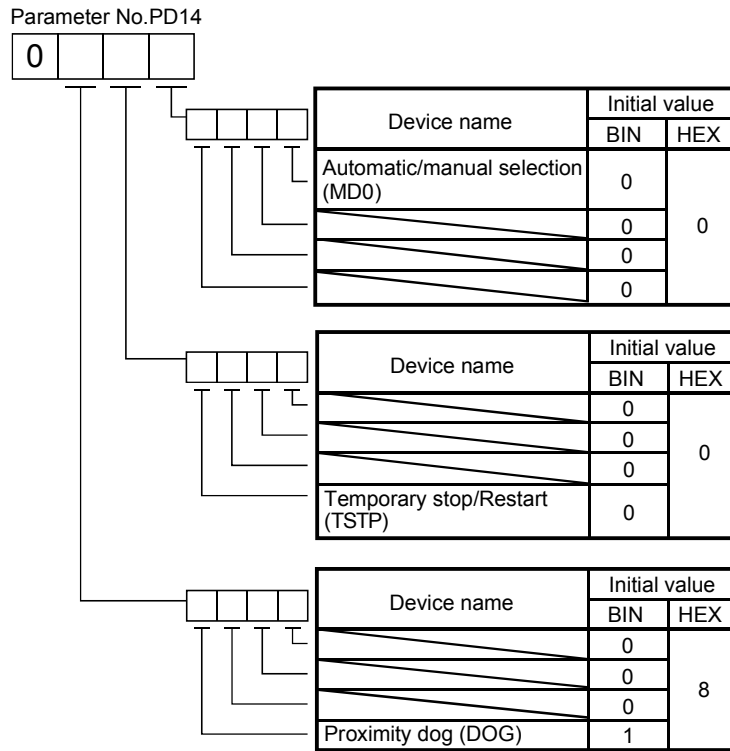 Parameter No.PD14
0
Device name Initial value
BIN HEX
Automatic/manual selection
(MD0) 0 0
0
0
0
Device name Initial value
BIN HEX
0 0
0
0
Temporary stop/Restart
(TSTP) 0
Device name Initial value
BIN HEX
0 8
0
0
Proximity dog (DOG) 1